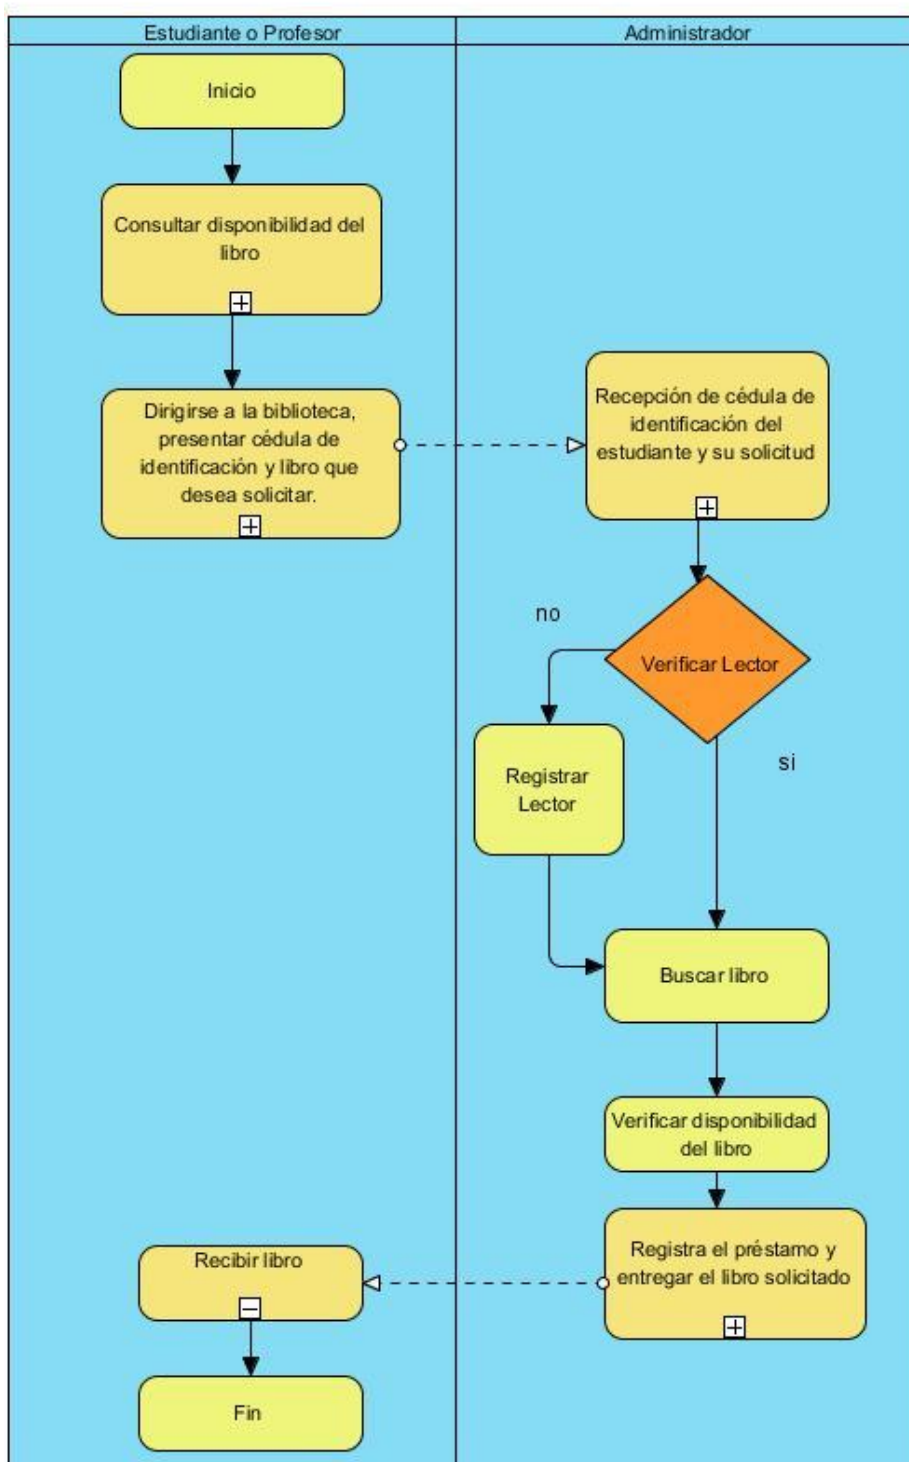 Estudiante o Profesor
Administrador
Inicio
Consultar disponibilidad del
libro
Dirigirse a la biblioteca,
presentar cédula de
identificación y libro que
desea solicitar.
Recepción de cédula de
identificación del
estudiante y su solicitud
Verificar Lector
no
si
Registrar
Lector
Buscar libro
Verificar disponibilidad
del libro
Registra el préstamo y
entregar el libro solicitado
Recibir libro
Fin